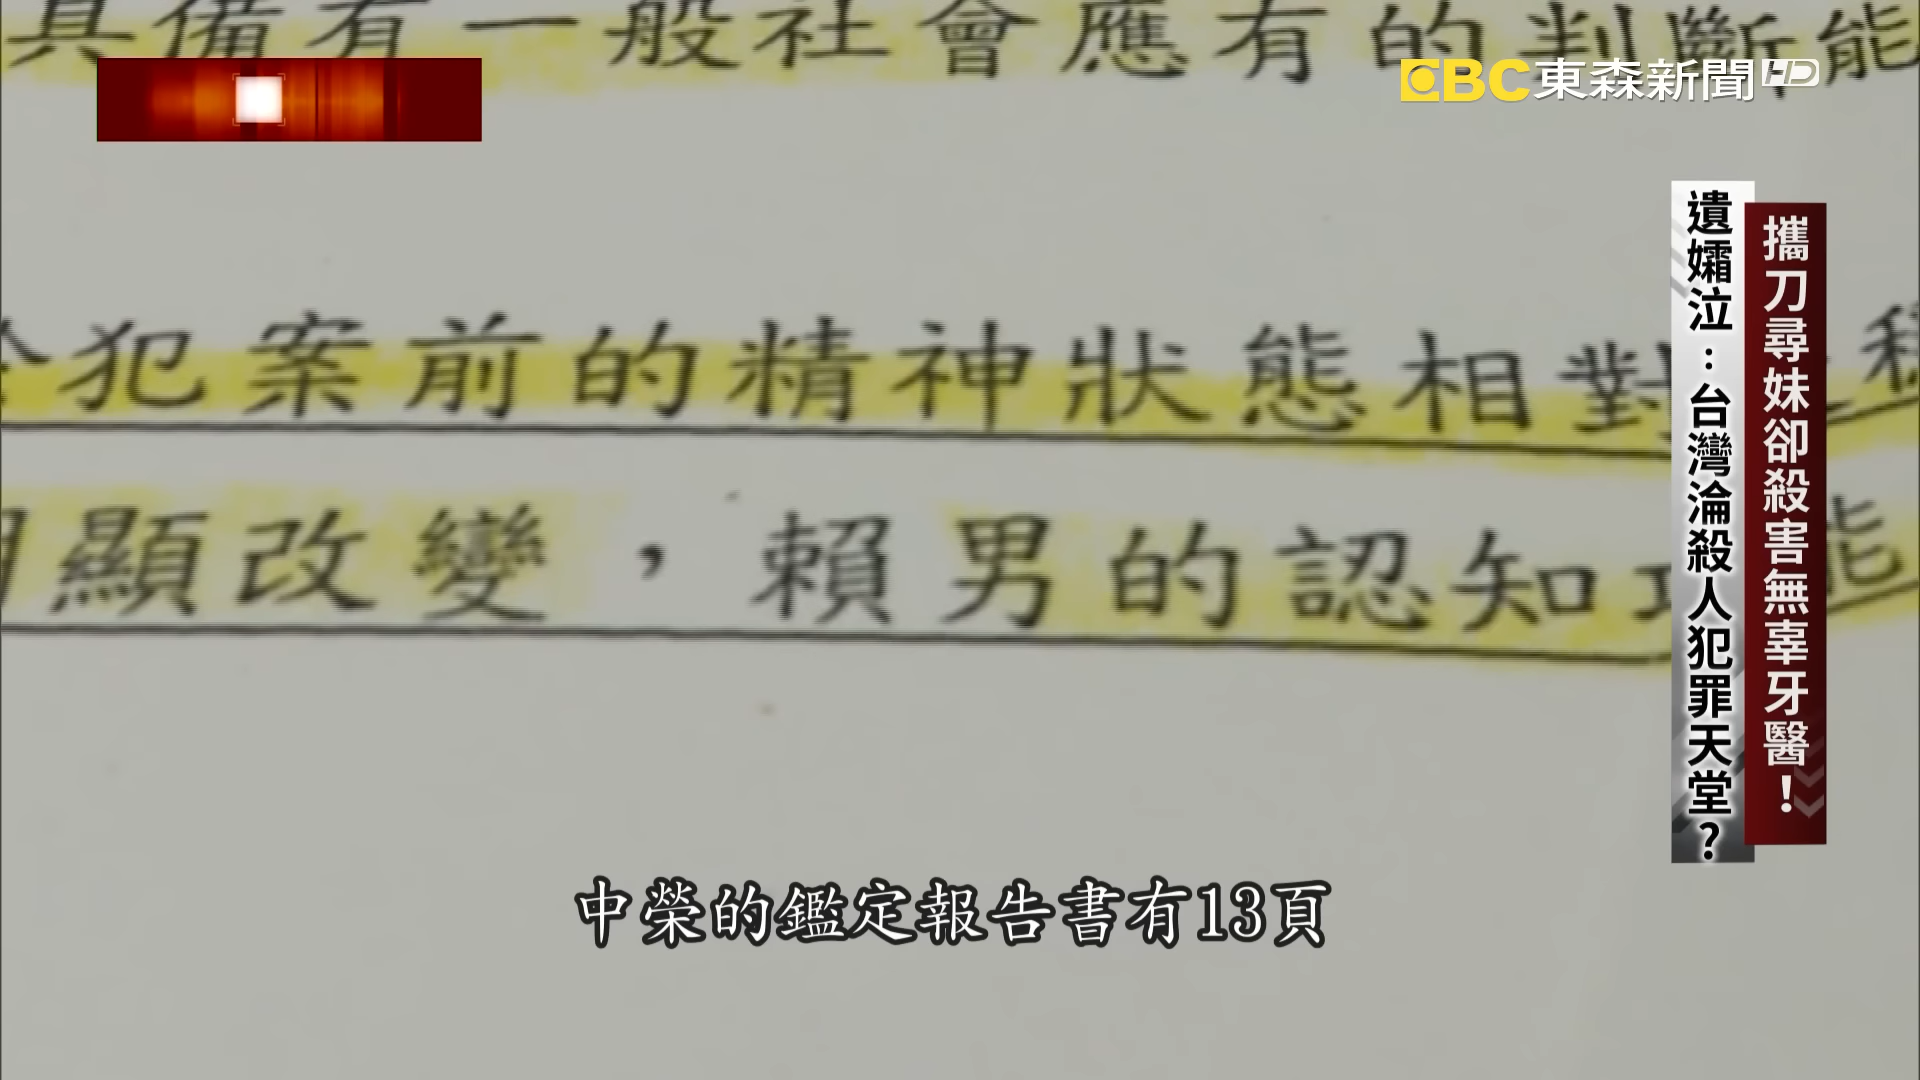 具備有一般社會應有的判斷能
EBC東森新聞HD
攜刀尋妹卻殺害無辜牙醫!
遺孀泣:台灣淪殺人犯罪天堂?
犯案前的精神狀態相對
顯改變,賴男的認知
中榮的鑑定報告書有13頁